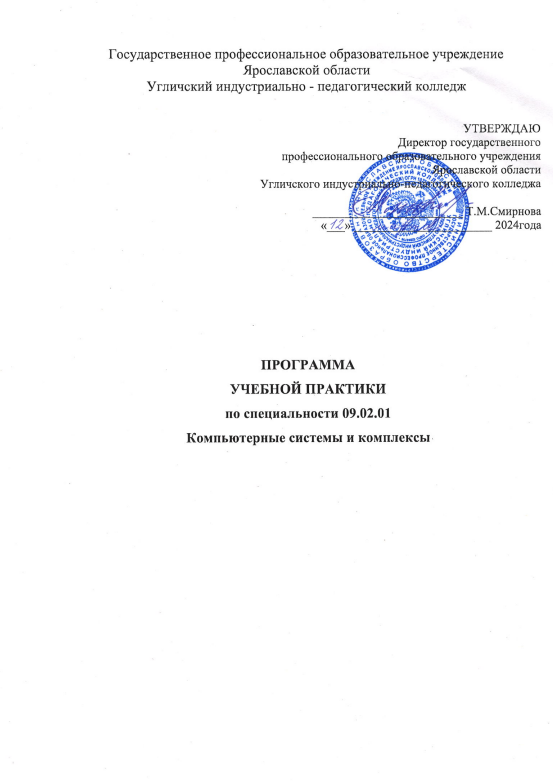 Государственное профессиональное образовательное учреждение
Ярославской области
Угличский индустриально - педагогический колледж
УТВЕРЖДАЮ
Директор государственного
профессионального образовательного учреждения
Ярославской области
Угличского индустриально-педагогического колледжа
Т.М.Смирнова
«12» 2024года
ПРОГРАММА
УЧЕБНОЙ ПРАКТИКИ
по специальности 09.02.01
Компьютерные системы и комплексы